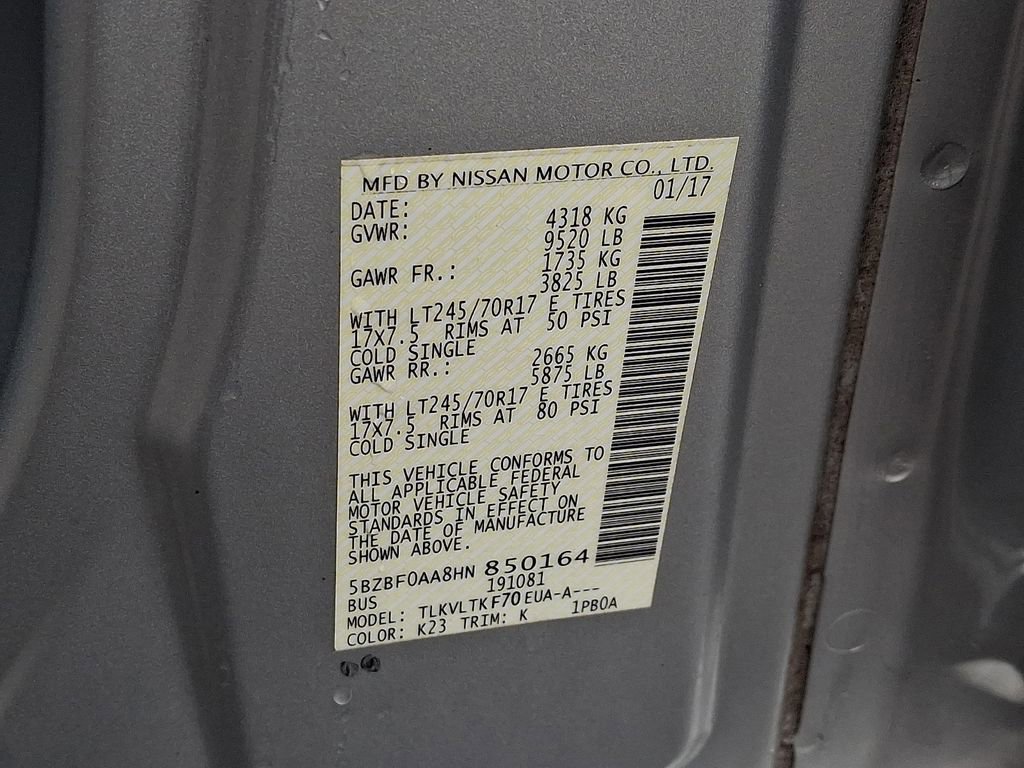 MFD BY NISSAN MOTOR CO., LTD.
DATE: 01/17
GVWR: 4318 KG
9520 LB
GAWR FR.: 1735 KG
3825 LB
WITH LT245/70R17 E TIRES
17X7.5 RIMS AT 50 PSI
COLD SINGLE
GAWR RR.: 2665 KG
5875 LB
WITH LT245/70R17 E TIRES
17X7.5 RIMS AT 80 PSI
COLD SINGLE
THIS VEHICLE CONFORMS TO
ALL APPLICABLE FEDERAL
MOTOR VEHICLE SAFETY
STANDARDS IN EFFECT ON
THE DATE OF MANUFACTURE
SHOWN ABOVE.
5BZBF0AA8HN 850164
BUS 191081
MODEL: TLKVLTK F70 EUA-A---
COLOR: K23 TRIM: K 1PB0A